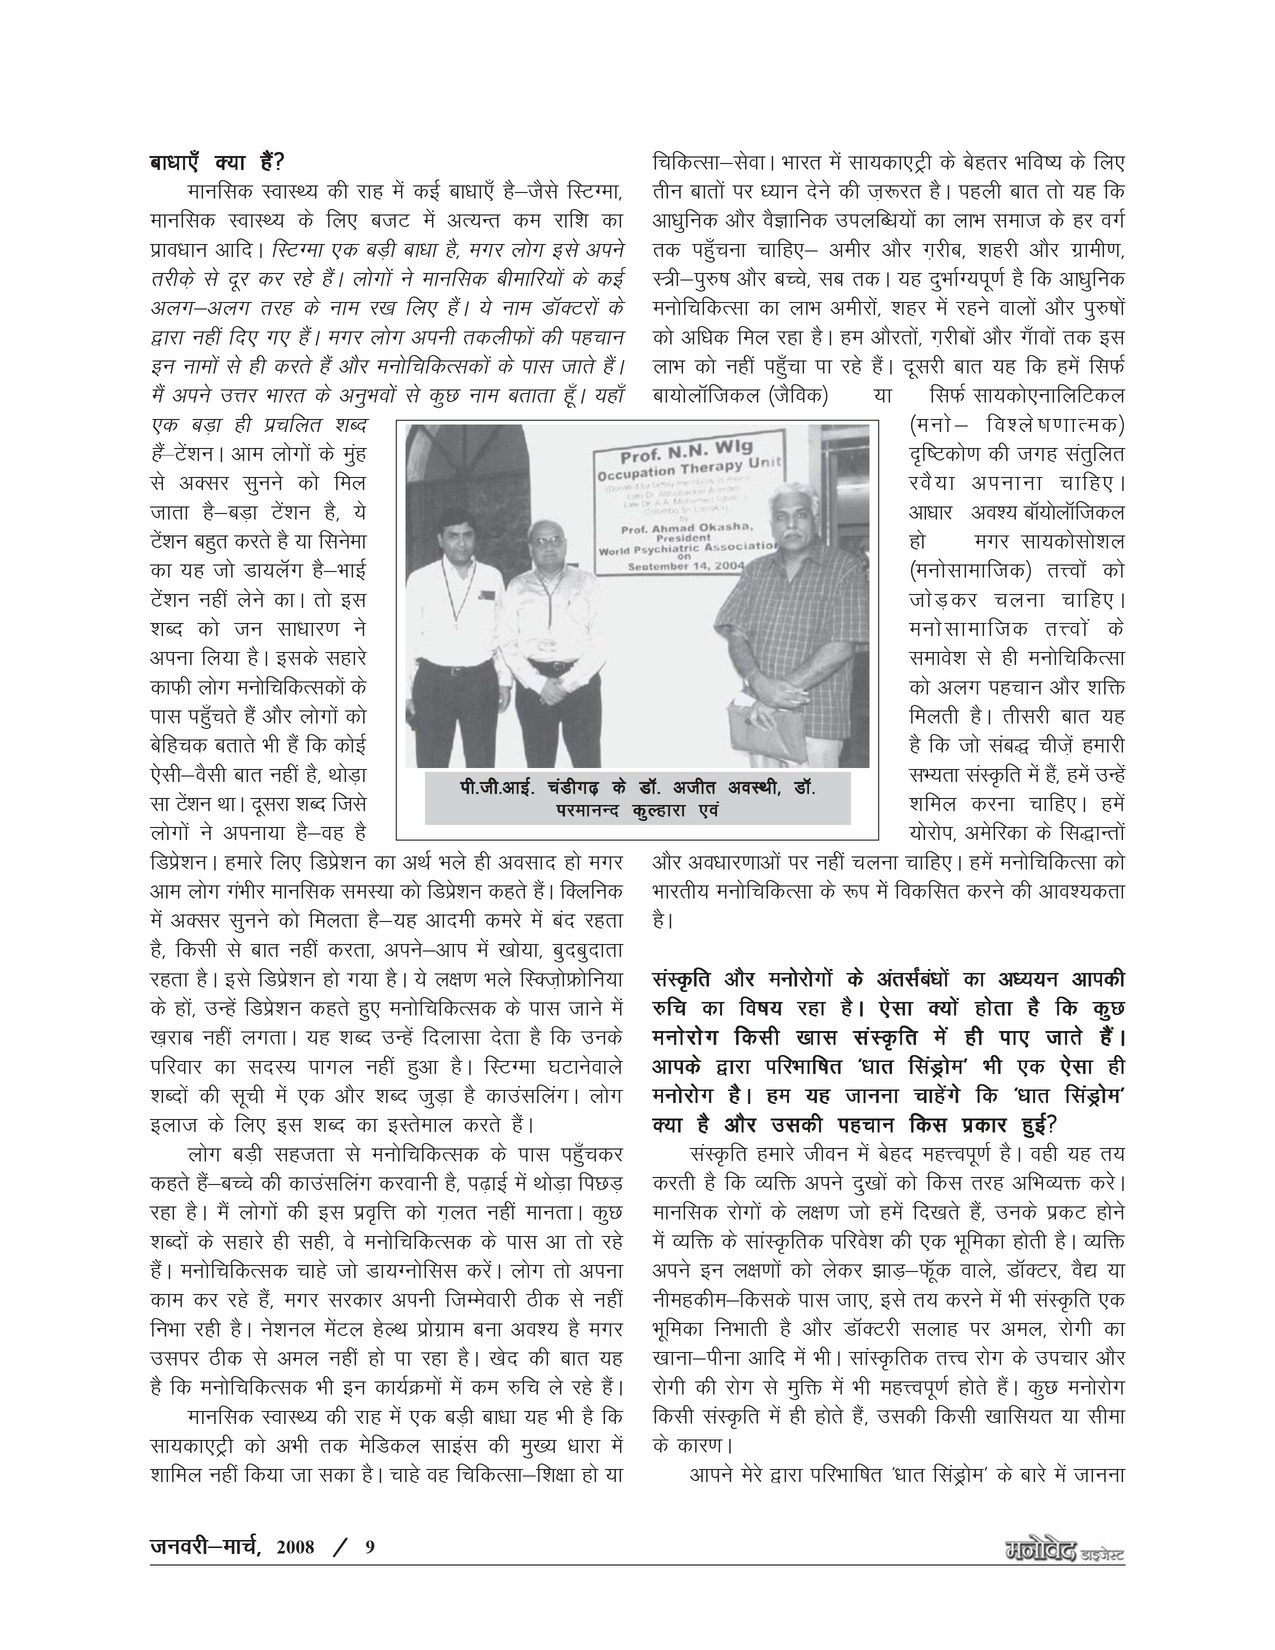 बाधाएँ क्या हैं?
मानसिक स्वास्थ्य की राह में कई बाधाएँ है–जैसे स्टिग्मा,
मानसिक स्वास्थ्य के लिए बजट में अत्यन्त कम राशि का
प्रावधान आदि। स्टिग्मा एक बड़ी बाधा है, मगर लोग इसे अपने
तरीक़े से दूर कर रहे हैं। लोगों ने मानसिक बीमारियों के कई
अलग–अलग तरह के नाम रख लिए हैं। ये नाम डॉक्टरों के
द्वारा नहीं दिए गए हैं। मगर लोग अपनी तकलीफों की पहचान
इन नामों से ही करते हैं और मनोचिकित्सकों के पास जाते हैं।
मैं अपने उत्तर भारत के अनुभवों से कुछ नाम बताता हूँ। यहाँ
एक बड़ा ही प्रचलित शब्द
हैं–टेंशन। आम लोगों के मुंह
से अक्सर सुनने को मिल
जाता है–बड़ा टेंशन है, ये
टेंशन बहुत करते है या सिनेमा
का यह जो डायलॅग है–भाई
टेंशन नहीं लेने का। तो इस
शब्द को जन साधारण ने
अपना लिया है। इसके सहारे
काफी लोग मनोचिकित्सकों के
पास पहुँचते हैं और लोगों को
बेहिचक बताते भी हैं कि कोई
ऐसी–वैसी बात नहीं है, थोड़ा
सा टेंशन था। दूसरा शब्द जिसे
लोगों ने अपनाया है–वह है
डिप्रेशन। हमारे लिए डिप्रेशन का अर्थ भले ही अवसाद हो मगर
आम लोग गंभीर मानसिक समस्या को डिप्रेशन कहते हैं। क्लिनिक
में अक्सर सुनने को मिलता है–यह आदमी कमरे में बंद रहता
है, किसी से बात नहीं करता, अपने–आप में खोया, बुदबुदाता
रहता है। इसे डिप्रेशन हो गया है। ये लक्षण भले स्क्जि़ोफ्रेनिया
के हों, उन्हें डिप्रेशन कहते हुए मनोचिकित्सक के पास जाने में
ख़राब नहीं लगता। यह शब्द उन्हें दिलासा देता है कि उनके
परिवार का सदस्य पागल नहीं हुआ है। स्टिग्मा घटानेवाले
शब्दों की सूची में एक और शब्द जुड़ा है काउंसलिंग। लोग
इलाज के लिए इस शब्द का इस्तेमाल करते हैं।
लोग बड़ी सहजता से मनोचिकित्सक के पास पहुँचकर
कहते हैं–बच्चे की काउंसलिंग करवानी है, पढ़ाई में थोड़ा पिछड़
रहा है। मैं लोगों की इस प्रवृत्ति को ग़लत नहीं मानता। कुछ
शब्दों के सहारे ही सही, वे मनोचिकित्सक के पास आ तो रहे
हैं। मनोचिकित्सक चाहे जो डायग्नोसिस करें। लोग तो अपना
काम कर रहे हैं, मगर सरकार अपनी जिम्मेवारी ठीक से नहीं
निभा रही है। नेशनल मेंटल हेल्थ प्रोग्राम बना अवश्य है मगर
उसपर ठीक से अमल नहीं हो पा रहा है। खेद की बात यह
है कि मनोचिकित्सक भी इन कार्यक्रमों में कम रुचि ले रहे हैं।
मानसिक स्वास्थ्य की राह में एक बड़ी बाधा यह भी है कि
सायकाएट्री को अभी तक मेडिकल साइंस की मुख्य धारा में
शामिल नहीं किया जा सका है। चाहे वह चिकित्सा–शिक्षा हो या
चिकित्सा–सेवा। भारत में सायकाएट्री के बेहतर भविष्य के लिए
तीन बातों पर ध्यान देने की ज़रूरत है। पहली बात तो यह कि
आधुनिक और वैज्ञानिक उपलब्धियों का लाभ समाज के हर वर्ग
तक पहुँचना चाहिए– अमीर और ग़रीब, शहरी और ग्रामीण,
स्त्री–पुरुष और बच्चे, सब तक। यह दुर्भाग्यपूर्ण है कि आधुनिक
मनोचिकित्सा का लाभ अमीरों, शहर में रहने वालों और पुरुषों
को अधिक मिल रहा है। हम औरतों, ग़रीबों और गाँवों तक इस
लाभ को नहीं पहुँचा पा रहे हैं। दूसरी बात यह कि हमें सिर्फ
बायोलॉजिकल (जैविक) या सिर्फ सायकोएनालिटिकल
(मनो– विश्लेषणात्मक)
दृष्टिकोण की जगह संतुलित
रवैया अपनाना चाहिए।
आधार अवश्य बॉयोलॉजिकल
हो मगर सायकोसोशल
(मनोसामाजिक) तत्त्वों को
जोड़कर चलना चाहिए।
मनोसामाजिक तत्त्वों के
समावेश से ही मनोचिकित्सा
को अलग पहचान और शक्ति
मिलती है। तीसरी बात यह
है कि जो संबद्ध चीज़ें हमारी
सभ्यता संस्कृति में हैं, हमें उन्हें
शमिल करना चाहिए। हमें
योरोप, अमेरिका के सिद्धान्तों
और अवधारणाओं पर नहीं चलना चाहिए। हमें मनोचिकित्सा को
भारतीय मनोचिकित्सा के रूप में विकसित करने की आवश्यकता
है।
Prof. N.N. Wig
Occupation Therapy Unit
by
Prof. Ahmad Okasha,
President
World Psychiatric Association
on
September 14, 2004
पी.जी.आई. चंडीगढ़ के डॉ. अजीत अवस्थी, डॉ.
परमानन्द कुल्हारा एवं
संस्कृति और मनोरोगों के अंतर्संबंधों का अध्ययन आपकी
रुचि का विषय रहा है। ऐसा क्यों होता है कि कुछ
मनोरोग किसी खास संस्कृति में ही पाए जाते हैं।
आपके द्वारा परिभाषित ‘धात सिंड्रोम’ भी एक ऐसा ही
मनोरोग है। हम यह जानना चाहेंगे कि ‘धात सिंड्रोम’
क्या है और उसकी पहचान किस प्रकार हुई?
संस्कृति हमारे जीवन में बेहद महत्त्वपूर्ण है। वही यह तय
करती है कि व्यक्ति अपने दुखों को किस तरह अभिव्यक्त करे।
मानसिक रोगों के लक्षण जो हमें दिखते हैं, उनके प्रकट होने
में व्यक्ति के सांस्कृतिक परिवेश की एक भूमिका होती है। व्यक्ति
अपने इन लक्षणों को लेकर झाड़–फूॅक वाले, डॉक्टर, वैद्य या
नीमहकीम–किसके पास जाए, इसे तय करने में भी संस्कृति एक
भूमिका निभाती है और डॉक्टरी सलाह पर अमल, रोगी का
खाना–पीना आदि में भी। सांस्कृतिक तत्त्व रोग के उपचार और
रोगी की रोग से मुक्ति में भी महत्त्वपूर्ण होते हैं। कुछ मनोरोग
किसी संस्कृति में ही होते हैं, उसकी किसी खासियत या सीमा
के कारण।
आपने मेरे द्वारा परिभाषित ‘धात सिंड्रोम’ के बारे में जानना
जनवरी–मार्च, 2008 / 9
मनोवेद डाइजेस्ट